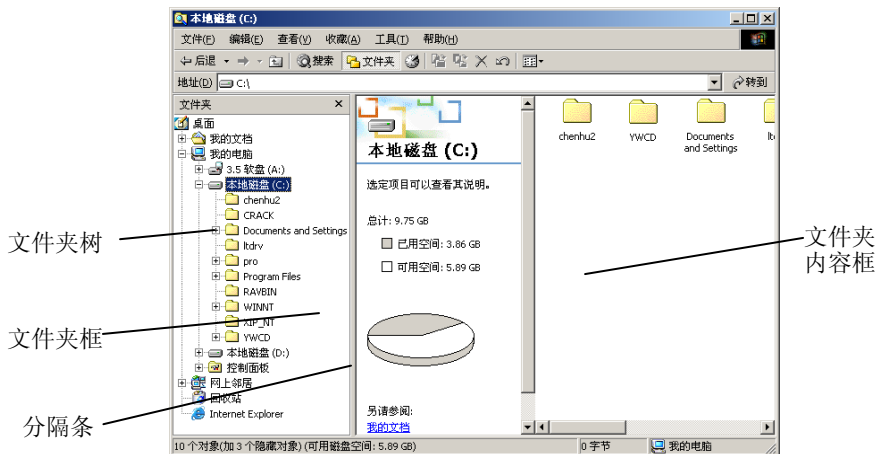 本地磁盘 (C:)
文件(F) 编辑(E) 查看(V) 收藏(A) 工具(T) 帮助(H)
后退 搜索 文件夹
地址(D) C:\ 转到
文件夹
桌面
我的文档
我的电脑
3.5 软盘 (A:)
本地磁盘 (C:)
chenhu2
CRACK
Documents and Settings
ltdrv
pro
Program Files
RAVBIN
WINNT
XIP_NT
YWCD
本地磁盘 (D:)
控制面板
网上邻居
回收站
Internet Explorer
本地磁盘 (C:)
选定项目可以查看其说明。
总计: 9.75 GB
已用空间: 3.86 GB
可用空间: 5.89 GB
另请参阅:
我的文档
chenhu2
YWCD
Documents
and Settings
lt
10 个对象(加 3 个隐藏对象) (可用磁盘空间: 5.89 GB) 0 字节 我的电脑
文件夹树
文件夹框
分隔条
文件夹
内容框